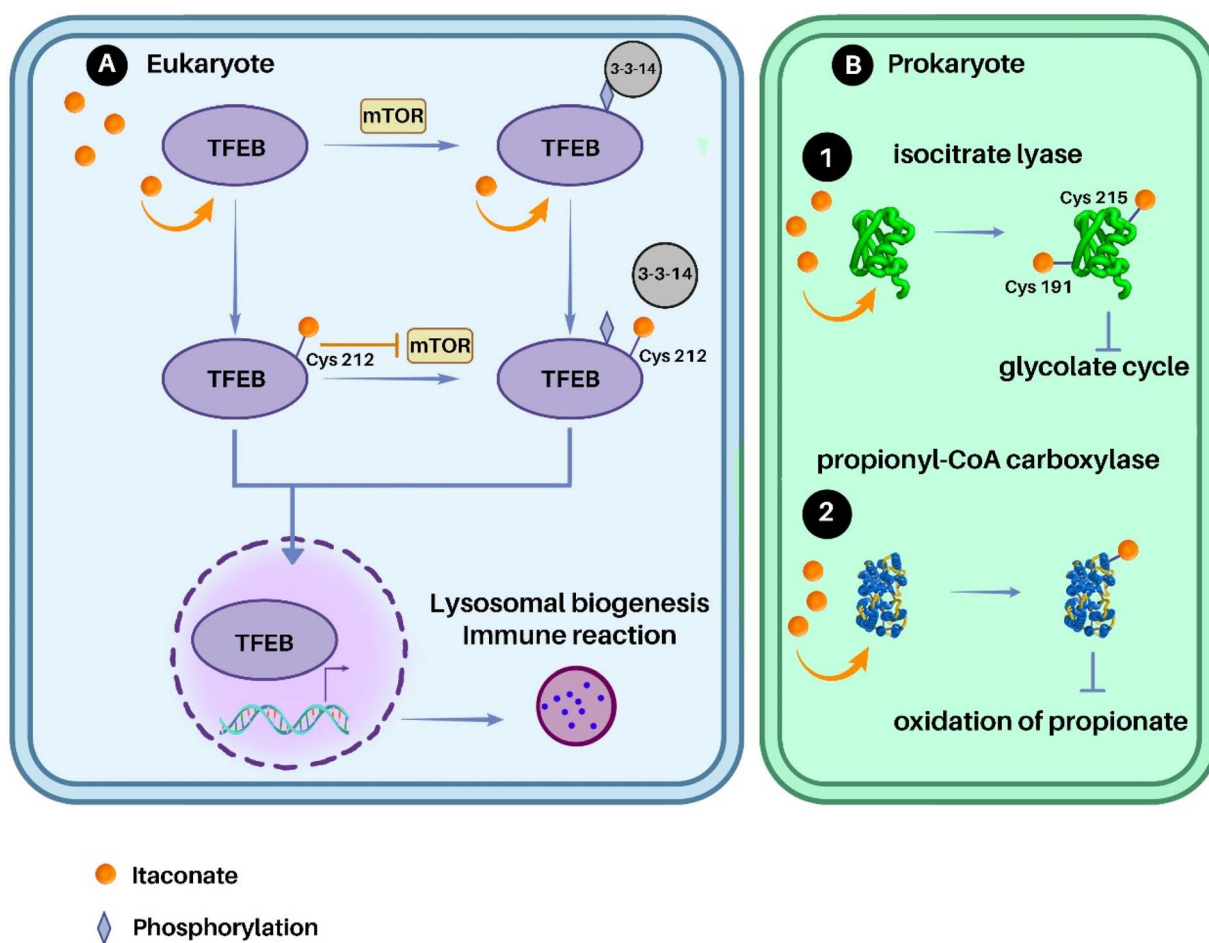 A Eukaryote
3-3-14
mTOR
TFEB
TFEB
3-3-14
Cys 212
mTOR
Cys 212
TFEB
TFEB
TFEB
Lysosomal biogenesis
Immune reaction
B Prokaryote
1
isocitrate lyase
Cys 215
Cys 191
glycolate cycle
propionyl-CoA carboxylase
2
oxidation of propionate
Itaconate
Phosphorylation